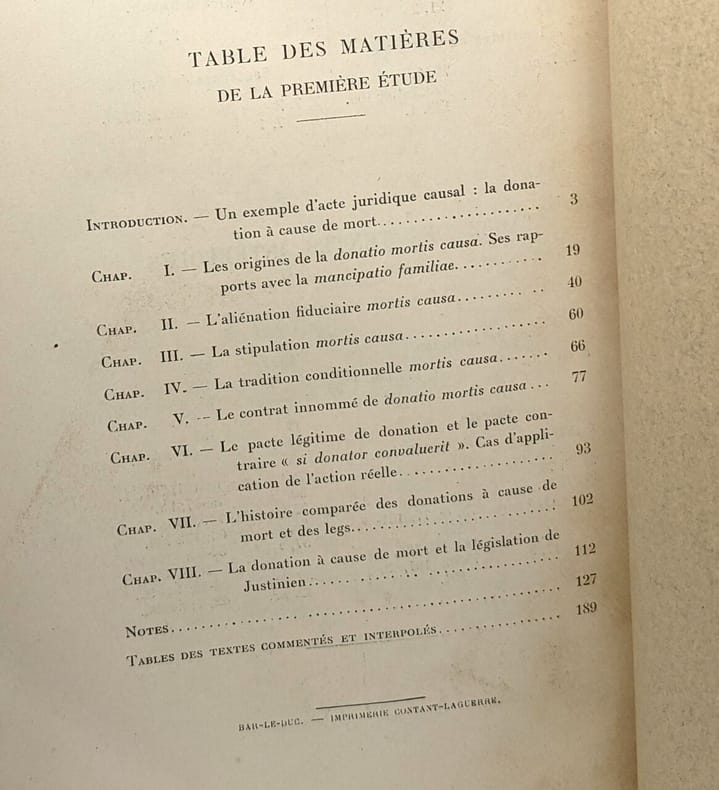 TABLE DES MATIÈRES
DE LA PREMIÈRE ÉTUDE
INTRODUCTION. — Un exemple d'acte juridique causal : la dona-
tion à cause de mort..................... 3
CHAP. I. — Les origines de la donatio mortis causa. Ses rap-
ports avec la mancipatio familiae........... 19
CHAP. II. — L'aliénation fiduciaire mortis causa........... 40
CHAP. III. — La stipulation mortis causa.................. 60
CHAP. IV. — La tradition conditionnelle mortis causa....... 66
CHAP. V. — Le contrat innommé de donatio mortis causa... 77
CHAP. VI. — Le pacte légitime de donation et le pacte con-
traire « si donator convaluerit ». Cas d'appli-
cation de l'action réelle.................. 93
CHAP. VII. — L'histoire comparée des donations à cause de
mort et des legs........................ 102
CHAP. VIII. — La donation à cause de mort et la législation de
Justinien.............................. 112
NOTES................................................ 127
TABLES DES TEXTES COMMENTÉS ET INTERPOLÉS............... 189
BAR-LE-DUC. — IMPRIMERIE CONTANT-LAGUERRE.